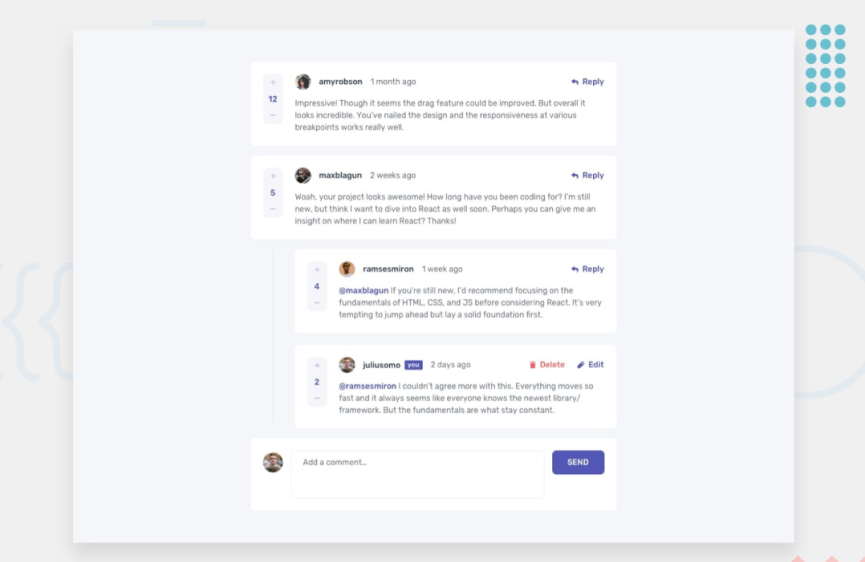 +
12
–
amyrobson 1 month ago
Reply
Impressive! Though it seems the drag feature could be improved. But overall it
looks incredible. You've nailed the design and the responsiveness at various
breakpoints works really well.
+
5
–
maxblagun 2 weeks ago
Reply
Woah, your project looks awesome! How long have you been coding for? I'm still
new, but think I want to dive into React as well soon. Perhaps you can give me an
insight on where I can learn React? Thanks!
+
4
–
ramsesmiron 1 week ago
Reply
@maxblagun If you're still new, I'd recommend focusing on the
fundamentals of HTML, CSS, and JS before considering React. It's very
tempting to jump ahead but lay a solid foundation first.
+
2
–
juliusomo you 2 days ago
Delete Edit
@ramsesmiron I couldn't agree more with this. Everything moves so
fast and it always seems like everyone knows the newest library/
framework. But the fundamentals are what stay constant.
Add a comment...
SEND